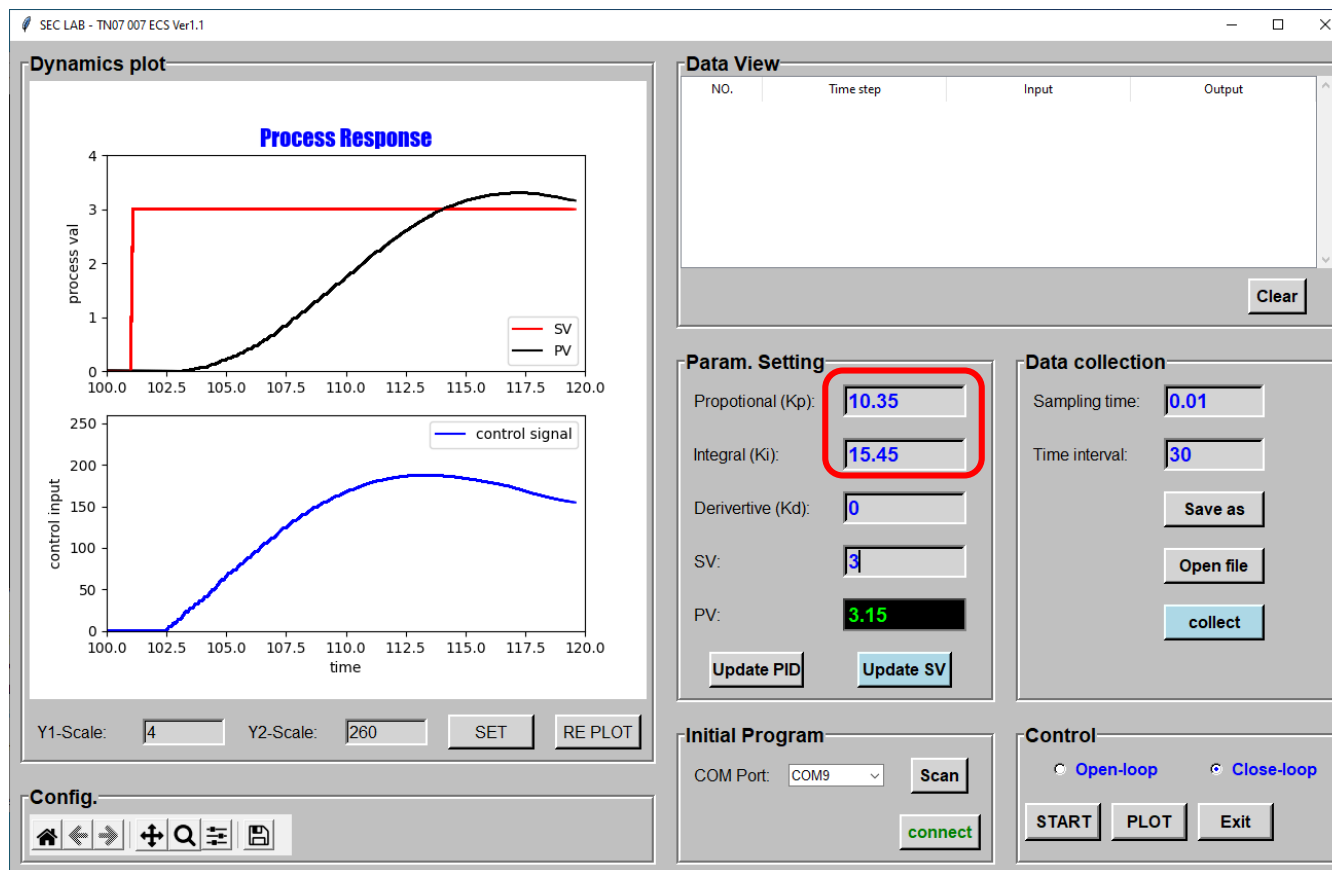 SEC LAB - TN07 007 ECS Ver1.1
Dynamics plot
Process Response
4
3
2
1
0
process val
SV
PV
100.0 102.5 105.0 107.5 110.0 112.5 115.0 117.5 120.0
250
200
150
100
50
0
control input
control signal
100.0 102.5 105.0 107.5 110.0 112.5 115.0 117.5 120.0
time
Y1-Scale: 4 Y2-Scale: 260 SET RE PLOT
Config.
Data View
NO. Time step Input Output
Clear
Param. Setting
Propotional (Kp): 10.35
Integral (Ki): 15.45
Derivertive (Kd): 0
SV: 3
PV: 3.15
Update PID Update SV
Data collection
Sampling time: 0.01
Time interval: 30
Save as
Open file
collect
Initial Program
COM Port: COM9 Scan
connect
Control
Open-loop Close-loop
START PLOT Exit